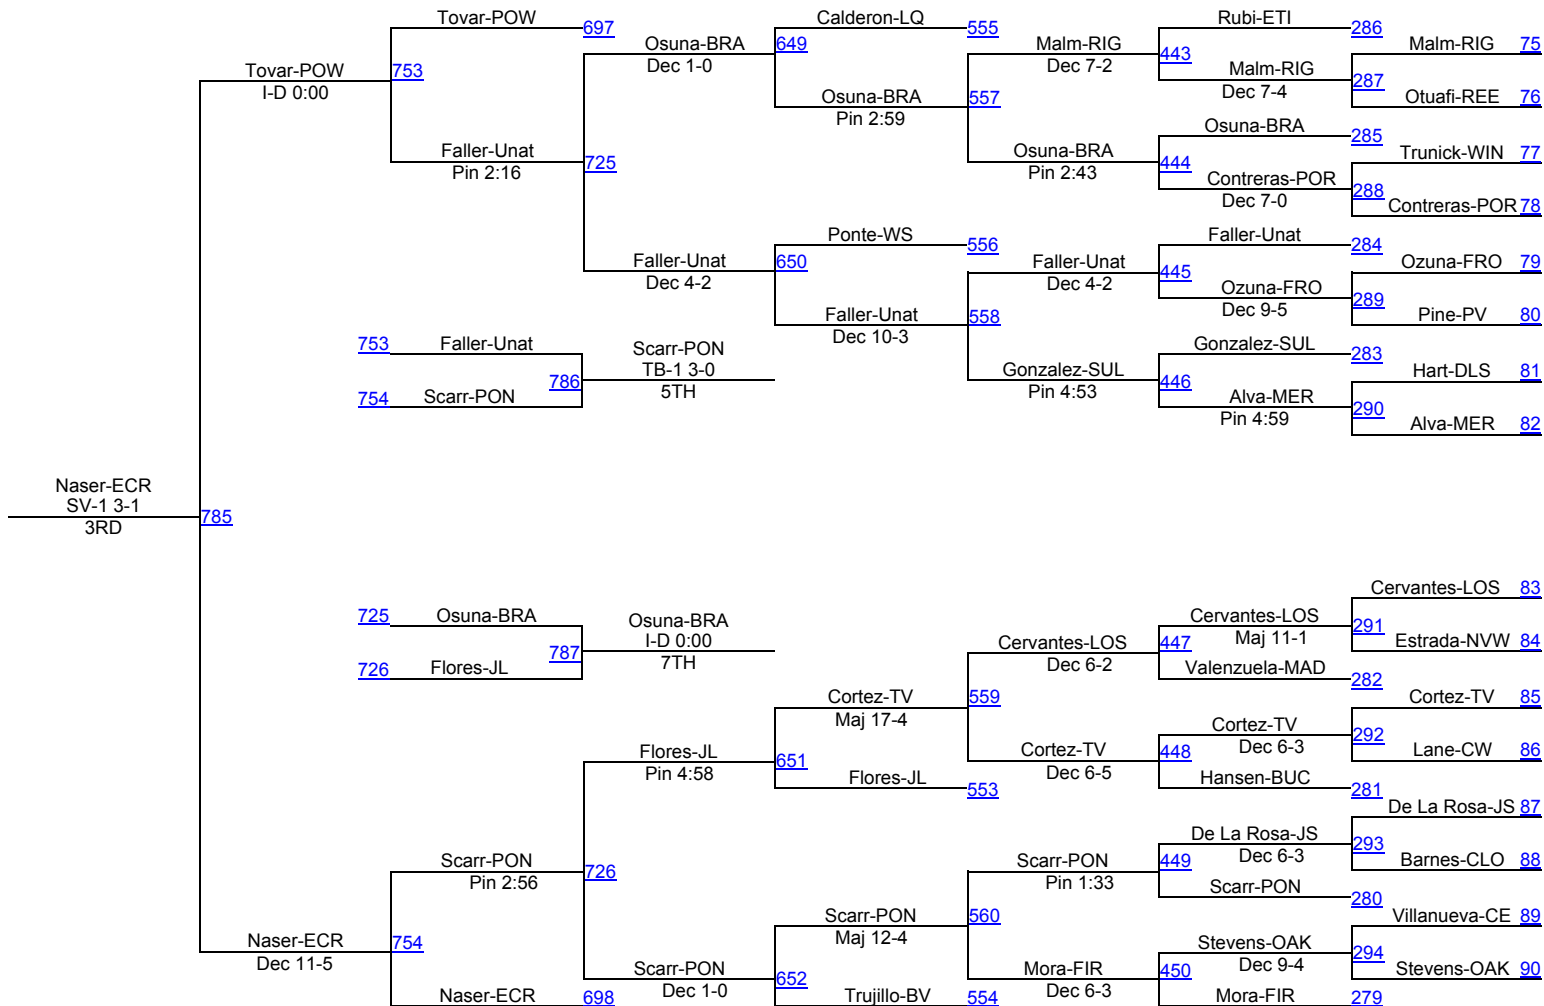 Tovar-POW
697
Calderon-LQ
555
Rubi-ETI
286
Osuna-BRA
649
Malm-RIG
Malm-RIG 75
Dec 1-0
Dec 7-2
443
Tovar-POW
753
Malm-RIG
287
I-D 0:00
Dec 7-4
Osuna-BRA
557
Otuafi-REE 76
Pin 2:59
Osuna-BRA
285
Faller-Unat
725
Osuna-BRA
444
Trunick-WIN 77
Pin 2:16
Pin 2:43
Contreras-POR
288
Dec 7-0
Contreras-POR 78
Ponte-WS
556
Faller-Unat
284
Faller-Unat
650
Faller-Unat
445
Ozuna-FRO 79
Dec 4-2
Dec 4-2
Ozuna-FRO
289
Dec 9-5
Faller-Unat
558
Pine-PV 80
Dec 10-3
753
Faller-Unat
Scarr-PON
Gonzalez-SUL
283
TB-1 3-0
Gonzalez-SUL
446
Hart-DLS 81
786
5TH
Pin 4:53
754
Scarr-PON
Alva-MER
290
Pin 4:59
Alva-MER 82
Naser-ECR
SV-1 3-1
785
3RD
Cervantes-LOS 83
725
Osuna-BRA
Osuna-BRA
Cervantes-LOS
291
I-D 0:00
Maj 11-1
787
7TH
Cervantes-LOS
447
Estrada-NVW 84
Dec 6-2
726
Flores-JL
Valenzuela-MAD
282
Cortez-TV
559
Cortez-TV 85
Maj 17-4
Cortez-TV
292
Dec 6-3
Flores-JL
651
Cortez-TV
448
Lane-CW 86
Pin 4:58
Dec 6-5
Flores-JL
553
Hansen-BUC
281
De La Rosa-JS 87
De La Rosa-JS
293
Dec 6-3
Scarr-PON
726
Scarr-PON
449
Barnes-CLO 88
Pin 2:56
Pin 1:33
Scarr-PON
280
Scarr-PON
560
Villanueva-CE 89
Maj 12-4
Naser-ECR
754
Stevens-OAK
294
Dec 11-5
Dec 9-4
Scarr-PON
652
Mora-FIR
450
Stevens-OAK 90
Dec 1-0
Dec 6-3
Naser-ECR
698
Trujillo-BV
554
Mora-FIR
279